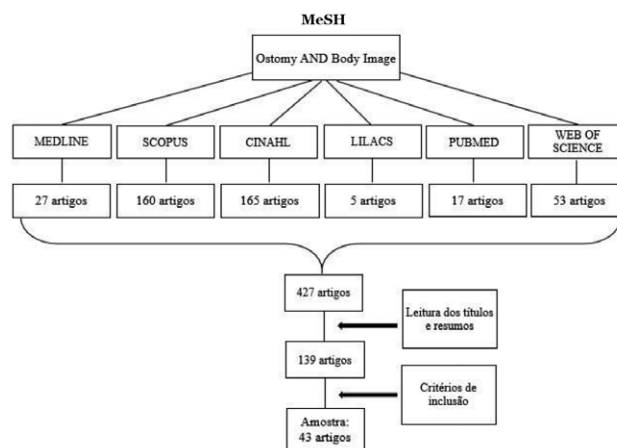 MeSH
Ostomy AND Body Image
MEDLINE
SCOPUS
CINAHL
LILACS
PUBMED
WEB OF
SCIENCE
27 artigos
160 artigos
165 artigos
5 artigos
17 artigos
53 artigos
427 artigos
Leitura dos títulos
e resumos
139 artigos
Critérios de
inclusão
Amostra:
43 artigos